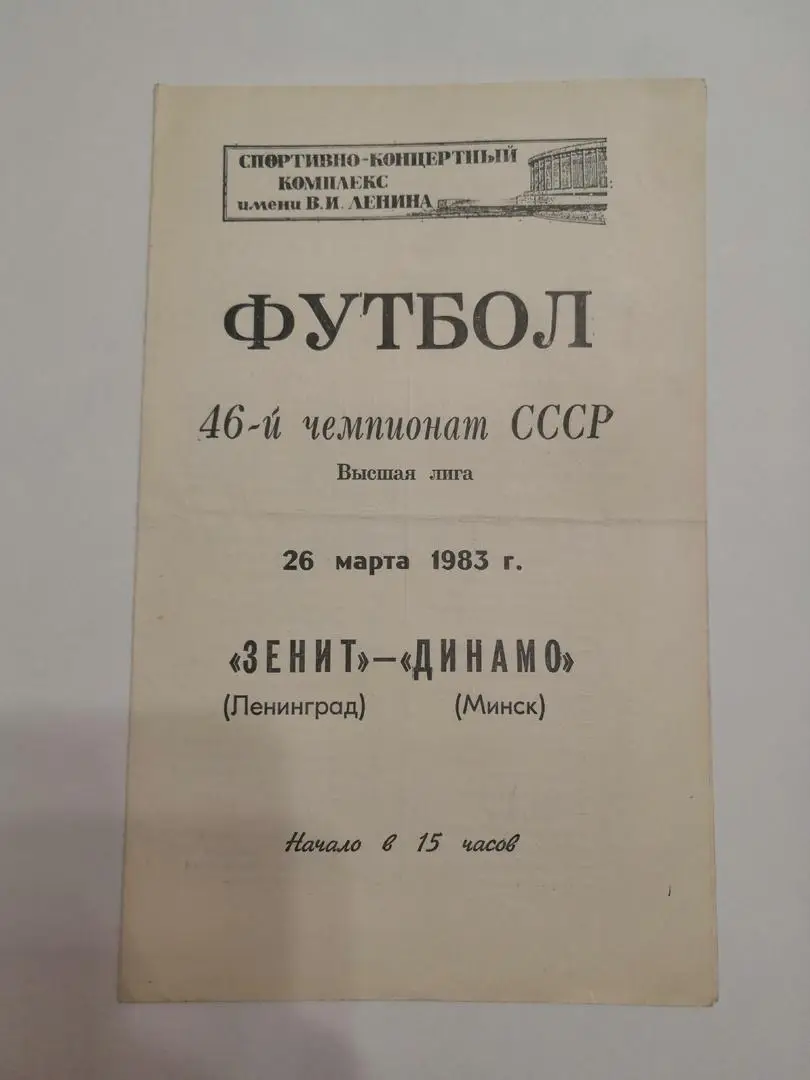 СПОРТИВНО-КОНЦЕРТНЫЙ
КОМПЛЕКС
имени В.И. ЛЕНИНА
ФУТБОЛ
46-й чемпионат СССР
Высшая лига
26 марта 1983 г.
«ЗЕНИТ»—«ДИНАМО»
(Ленинград) (Минск)
Начало в 15 часов